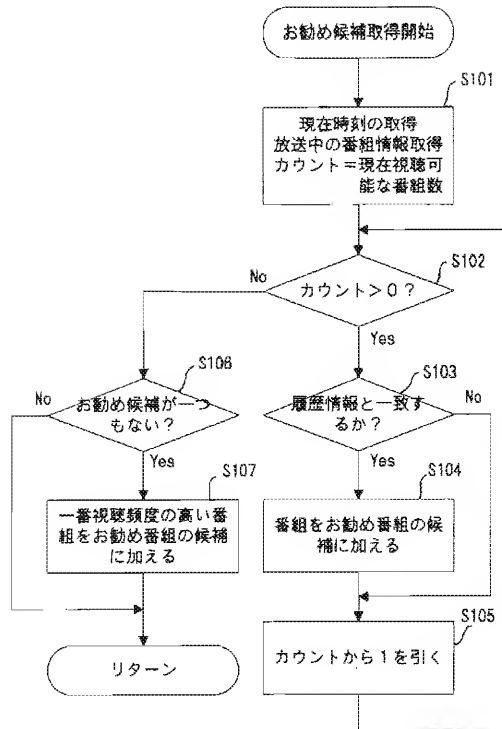 お勧め候補取得開始
S101
現在時刻の取得
放送中の番組情報取得
カウント＝現在視聴可
能な番組数
S102
No
カウント＞０？
Yes
S106
No
お勧め候補が一つ
もない？
Yes
S103
履歴情報と一致す
るか？
No
Yes
S107
一番視聴頻度の高い番
組をお勧め番組の候補
に加える
S104
番組をお勧め番組の候
補に加える
S105
リターン
カウントから１を引く